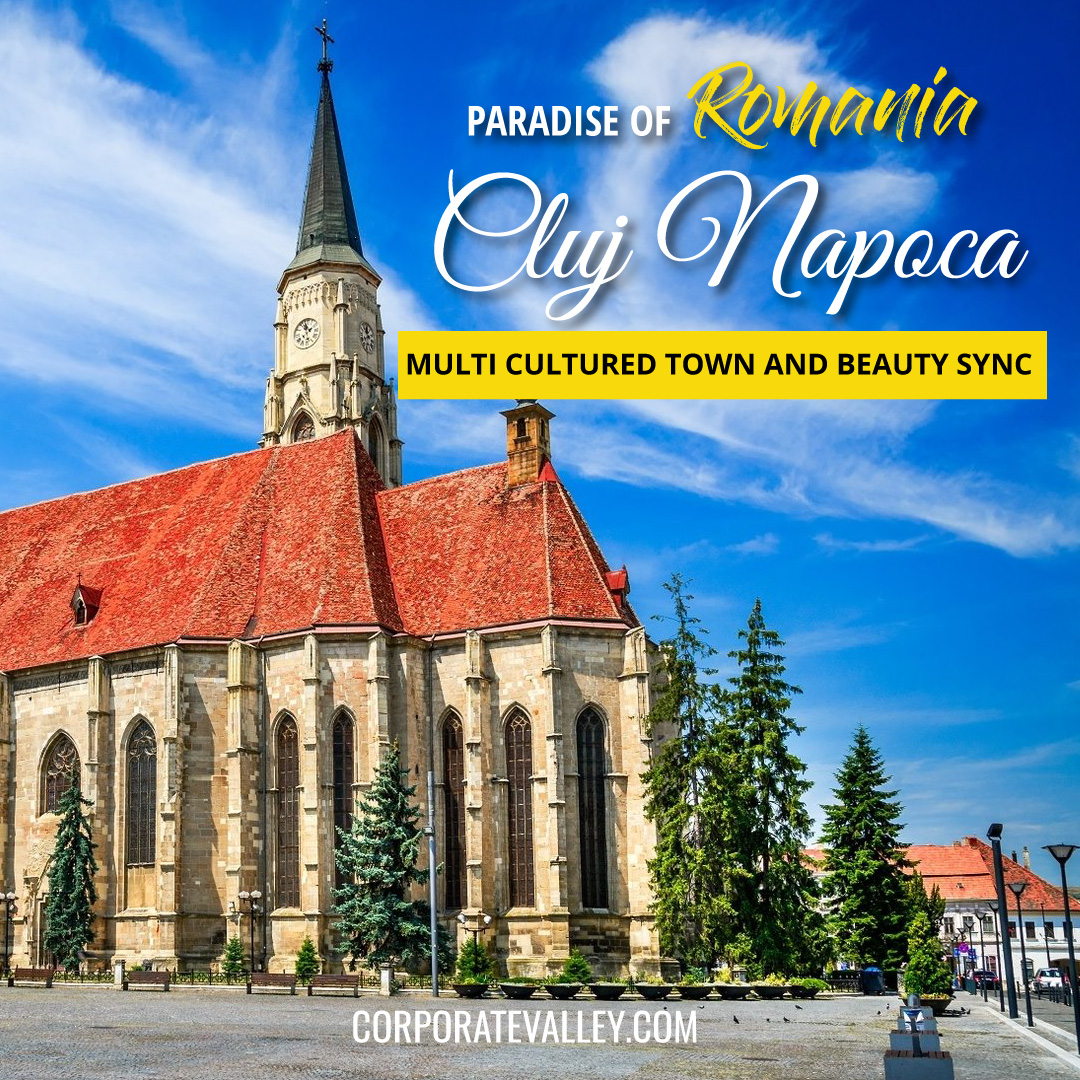 PARADISE OF Romania
Cluj Napoca
MULTI CULTURED TOWN AND BEAUTY SYNC
CORPORATEVALLEY.COM